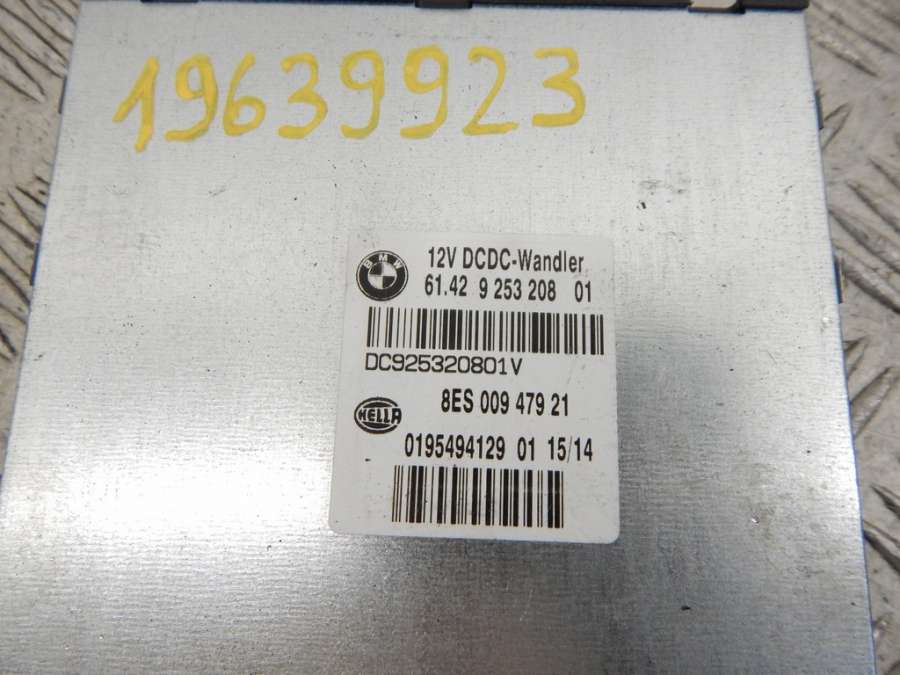 19639923
BMW
12V DCDC-Wandler
61.42 9 253 208 01
DC925320801V
8ES 009 479 21
HELLA
0195494129 01 15/14